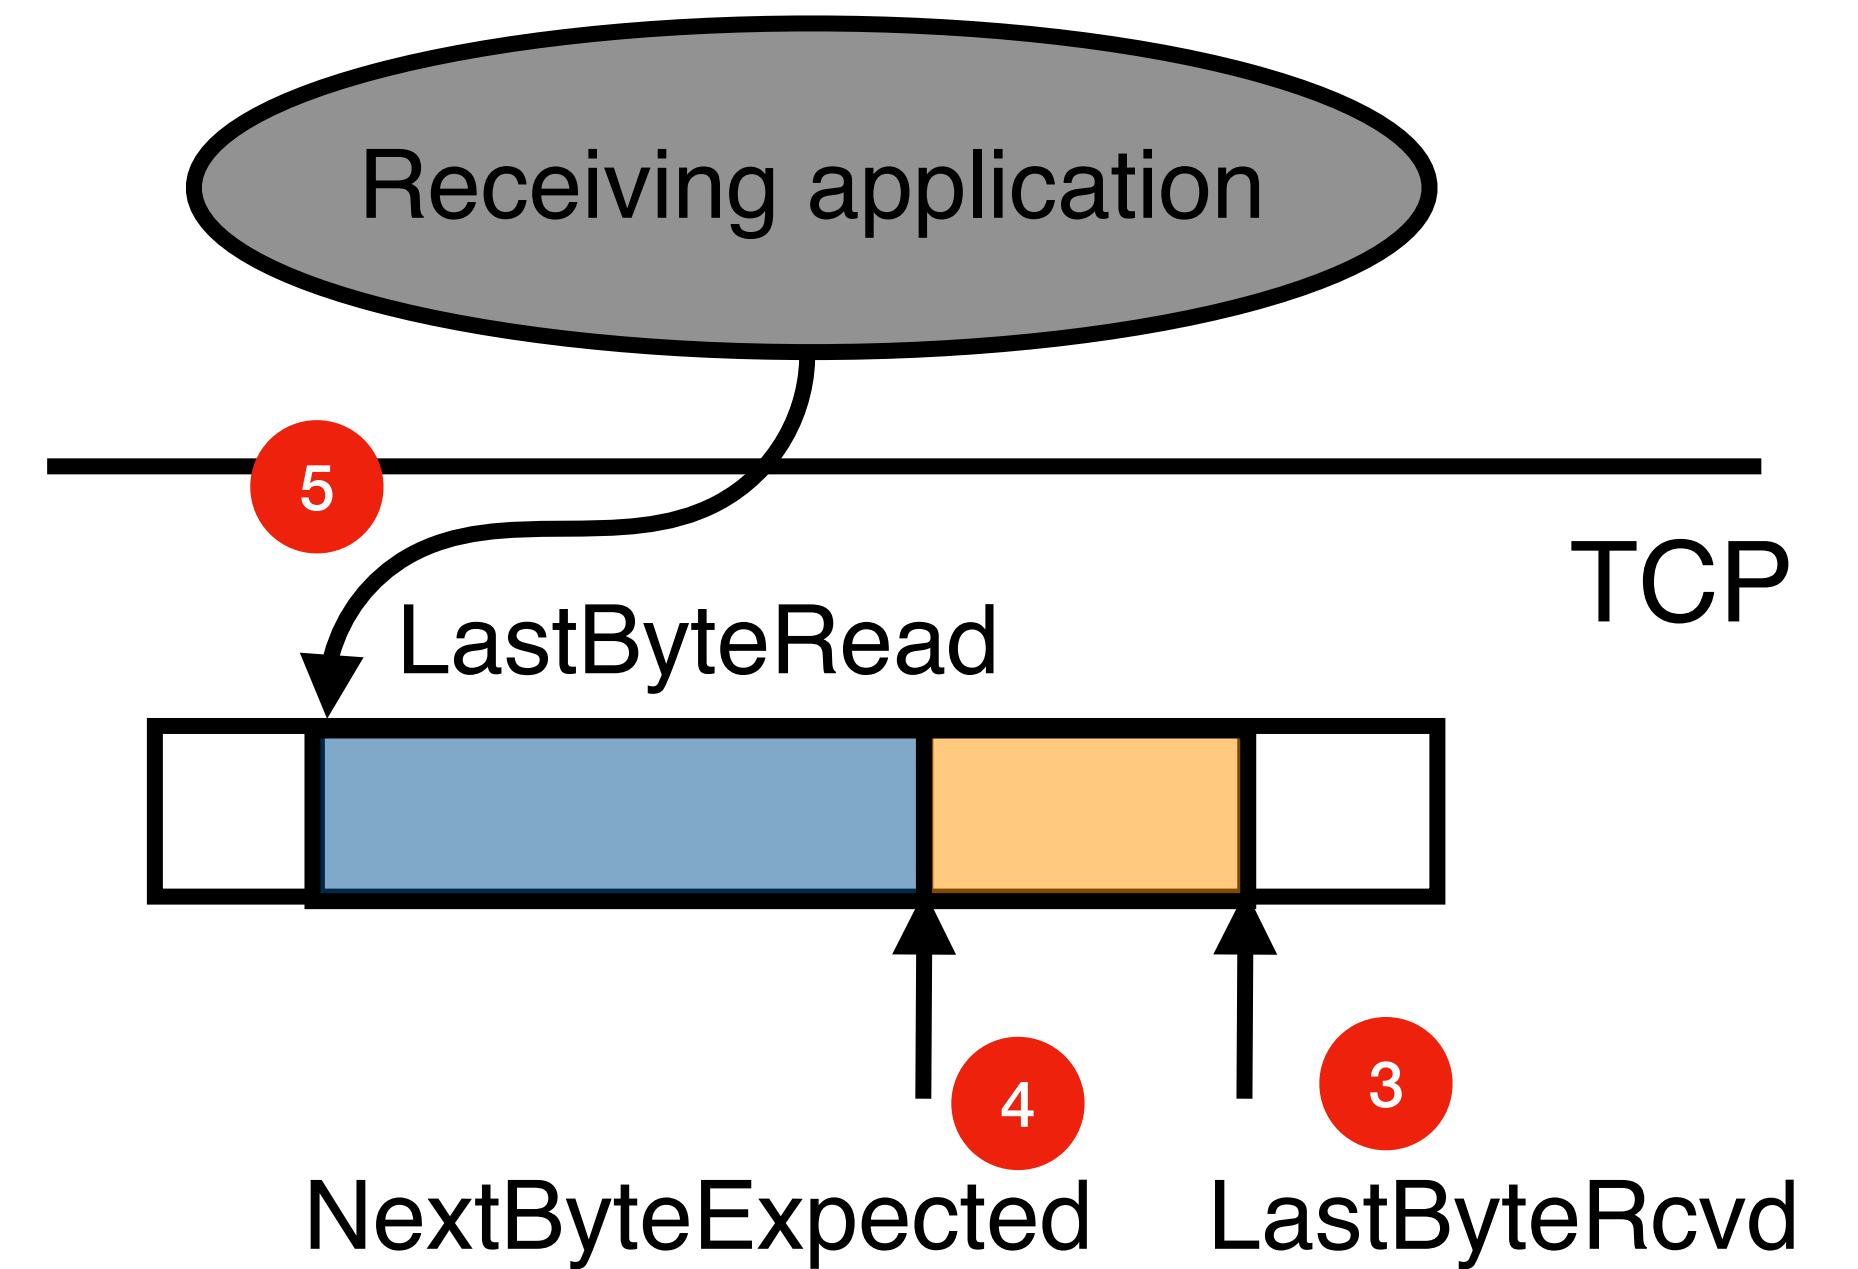 Receiving application
5
TCP
LastByteRead
4
3
NextByteExpected
LastByteRcvd